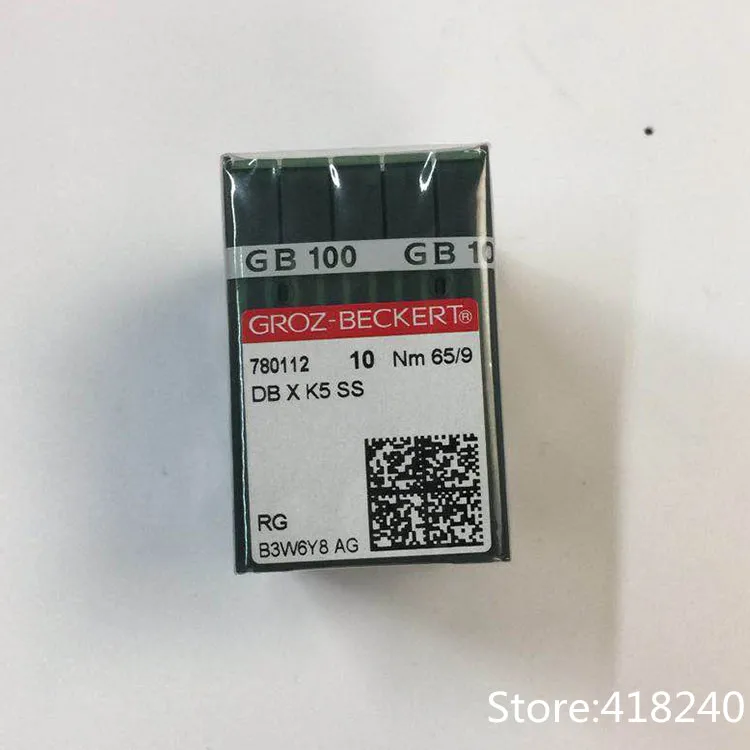 GB 100 GB 10
GROZ-BECKERT®
780112 10 Nm 65/9
DB X K5 SS
RG
B3W6Y8 AG
Store:418240